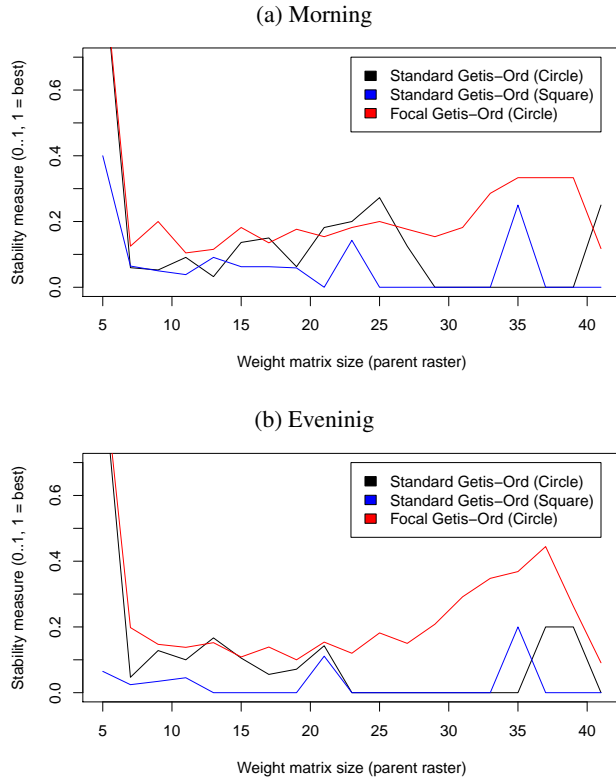 (a) Morning
Stability measure (0..1, 1 = best)
0.0 0.2 0.4 0.6
Standard Getis−Ord (Circle)
Standard Getis−Ord (Square)
Focal Getis−Ord (Circle)
5 10 15 20 25 30 35 40
Weight matrix size (parent raster)
(b) Eveninig
Stability measure (0..1, 1 = best)
0.0 0.2 0.4 0.6
Standard Getis−Ord (Circle)
Standard Getis−Ord (Square)
Focal Getis−Ord (Circle)
5 10 15 20 25 30 35 40
Weight matrix size (parent raster)